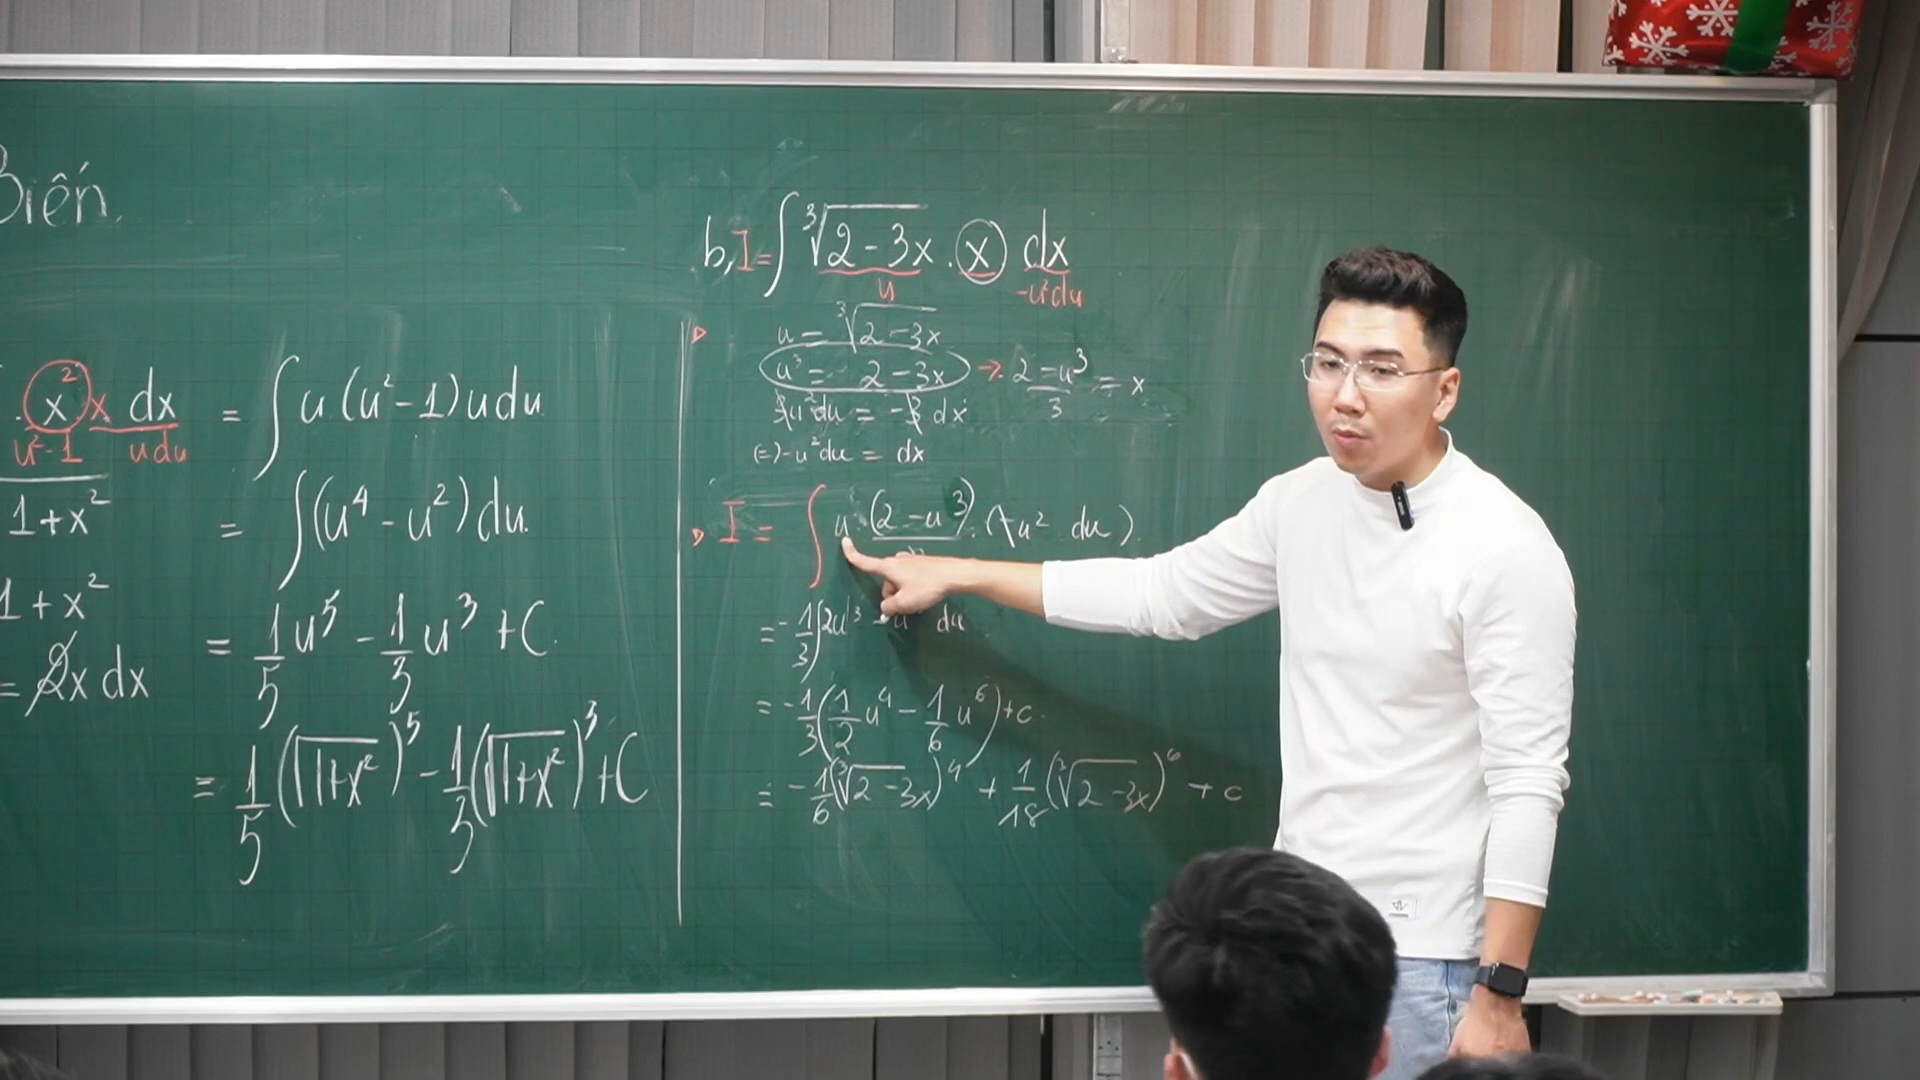 Biến.
. x² x dx = ∫ u (u² - 1) u du
u² - 1 udu
1 + x² = ∫ (u⁴ - u²) du.
1 + x² = 1/5 u⁵ - 1/3 u³ + C.
= 2x dx
= 1/5 (√(1+x²))⁵ - 1/3 (√(1+x²))³ + C
b, I = ∫ ∛(2 - 3x) . x dx
u -u²du
u = ∛(2 - 3x)
u³ = 2 - 3x → (2 - u³)/3 = x
3u²du = -3 dx
(=) -u²du = dx
I = ∫ u . (2 - u³) . (-u² du).
= -1/3 ∫ 2u³ - du
= -1/3 (1/2 u⁴ - 1/6 u⁶) + c.
= -1/6 (∛(2 - 3x))⁴ + 1/18 (∛(2 - 3x))⁶ + c